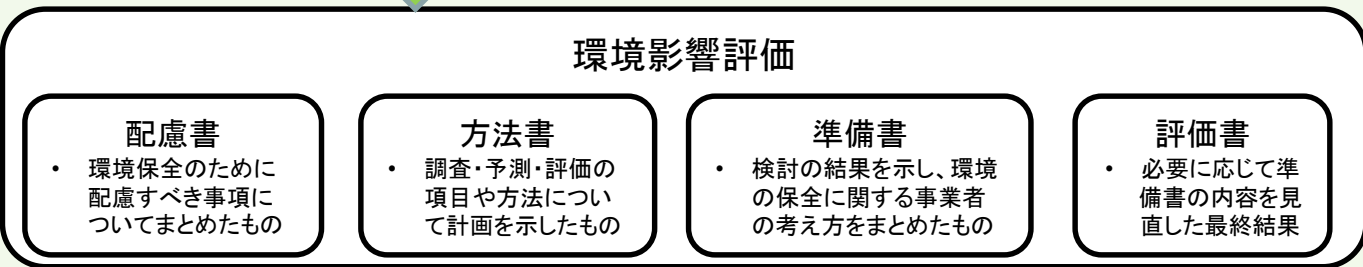 環境影響評価
配慮書
• 環境保全のために
配慮すべき事項に
ついてまとめたもの
方法書
• 調査・予測・評価の
項目や方法につい
て計画を示したもの
準備書
• 検討の結果を示し、環境
の保全に関する事業者
の考え方をまとめたもの
評価書
• 必要に応じて準
備書の内容を見
直した最終結果